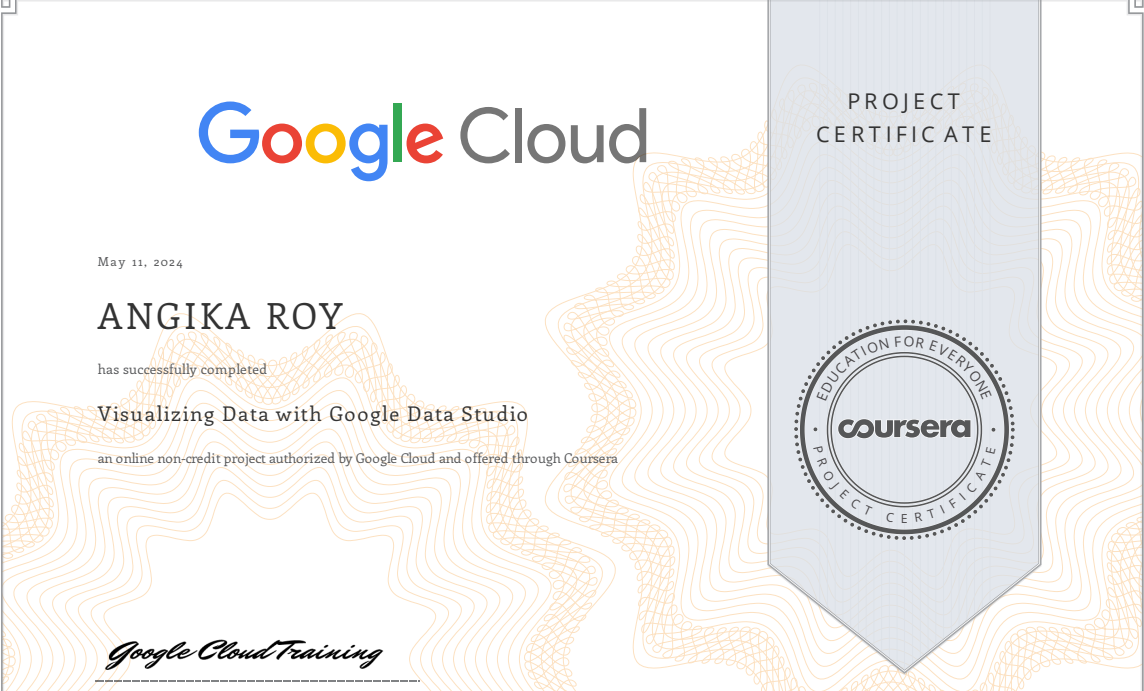 Google Cloud
PROJECT
CERTIFICATE
May 11, 2024
ANGIKA ROY
has successfully completed
Visualizing Data with Google Data Studio
an online non-credit project authorized by Google Cloud and offered through Coursera
EDUCATION FOR EVERYONE
coursera
PROJECT CERTIFICATE
Google Cloud Training